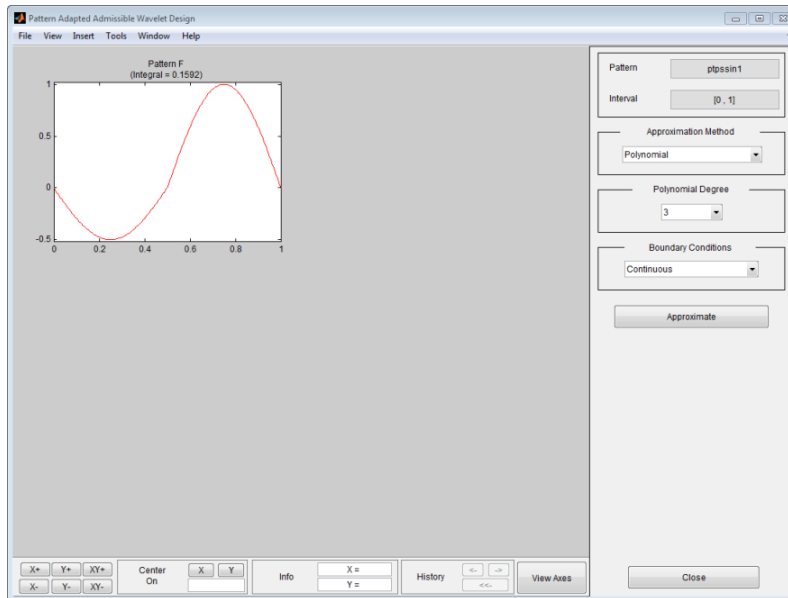 Pattern Adapted Admissible Wavelet Design
File View Insert Tools Window Help
Pattern F
(Integral = 0.1592)
1
0.5
0
-0.5
0 0.2 0.4 0.6 0.8 1
Pattern ptpssin1
Interval [0 , 1]
Approximation Method
Polynomial
Polynomial Degree
3
Boundary Conditions
Continuous
Approximate
X+ Y+ XY+
X- Y- XY-
Center
On
X Y
Info
X =
Y =
History
<- ->
<<-
View Axes
Close